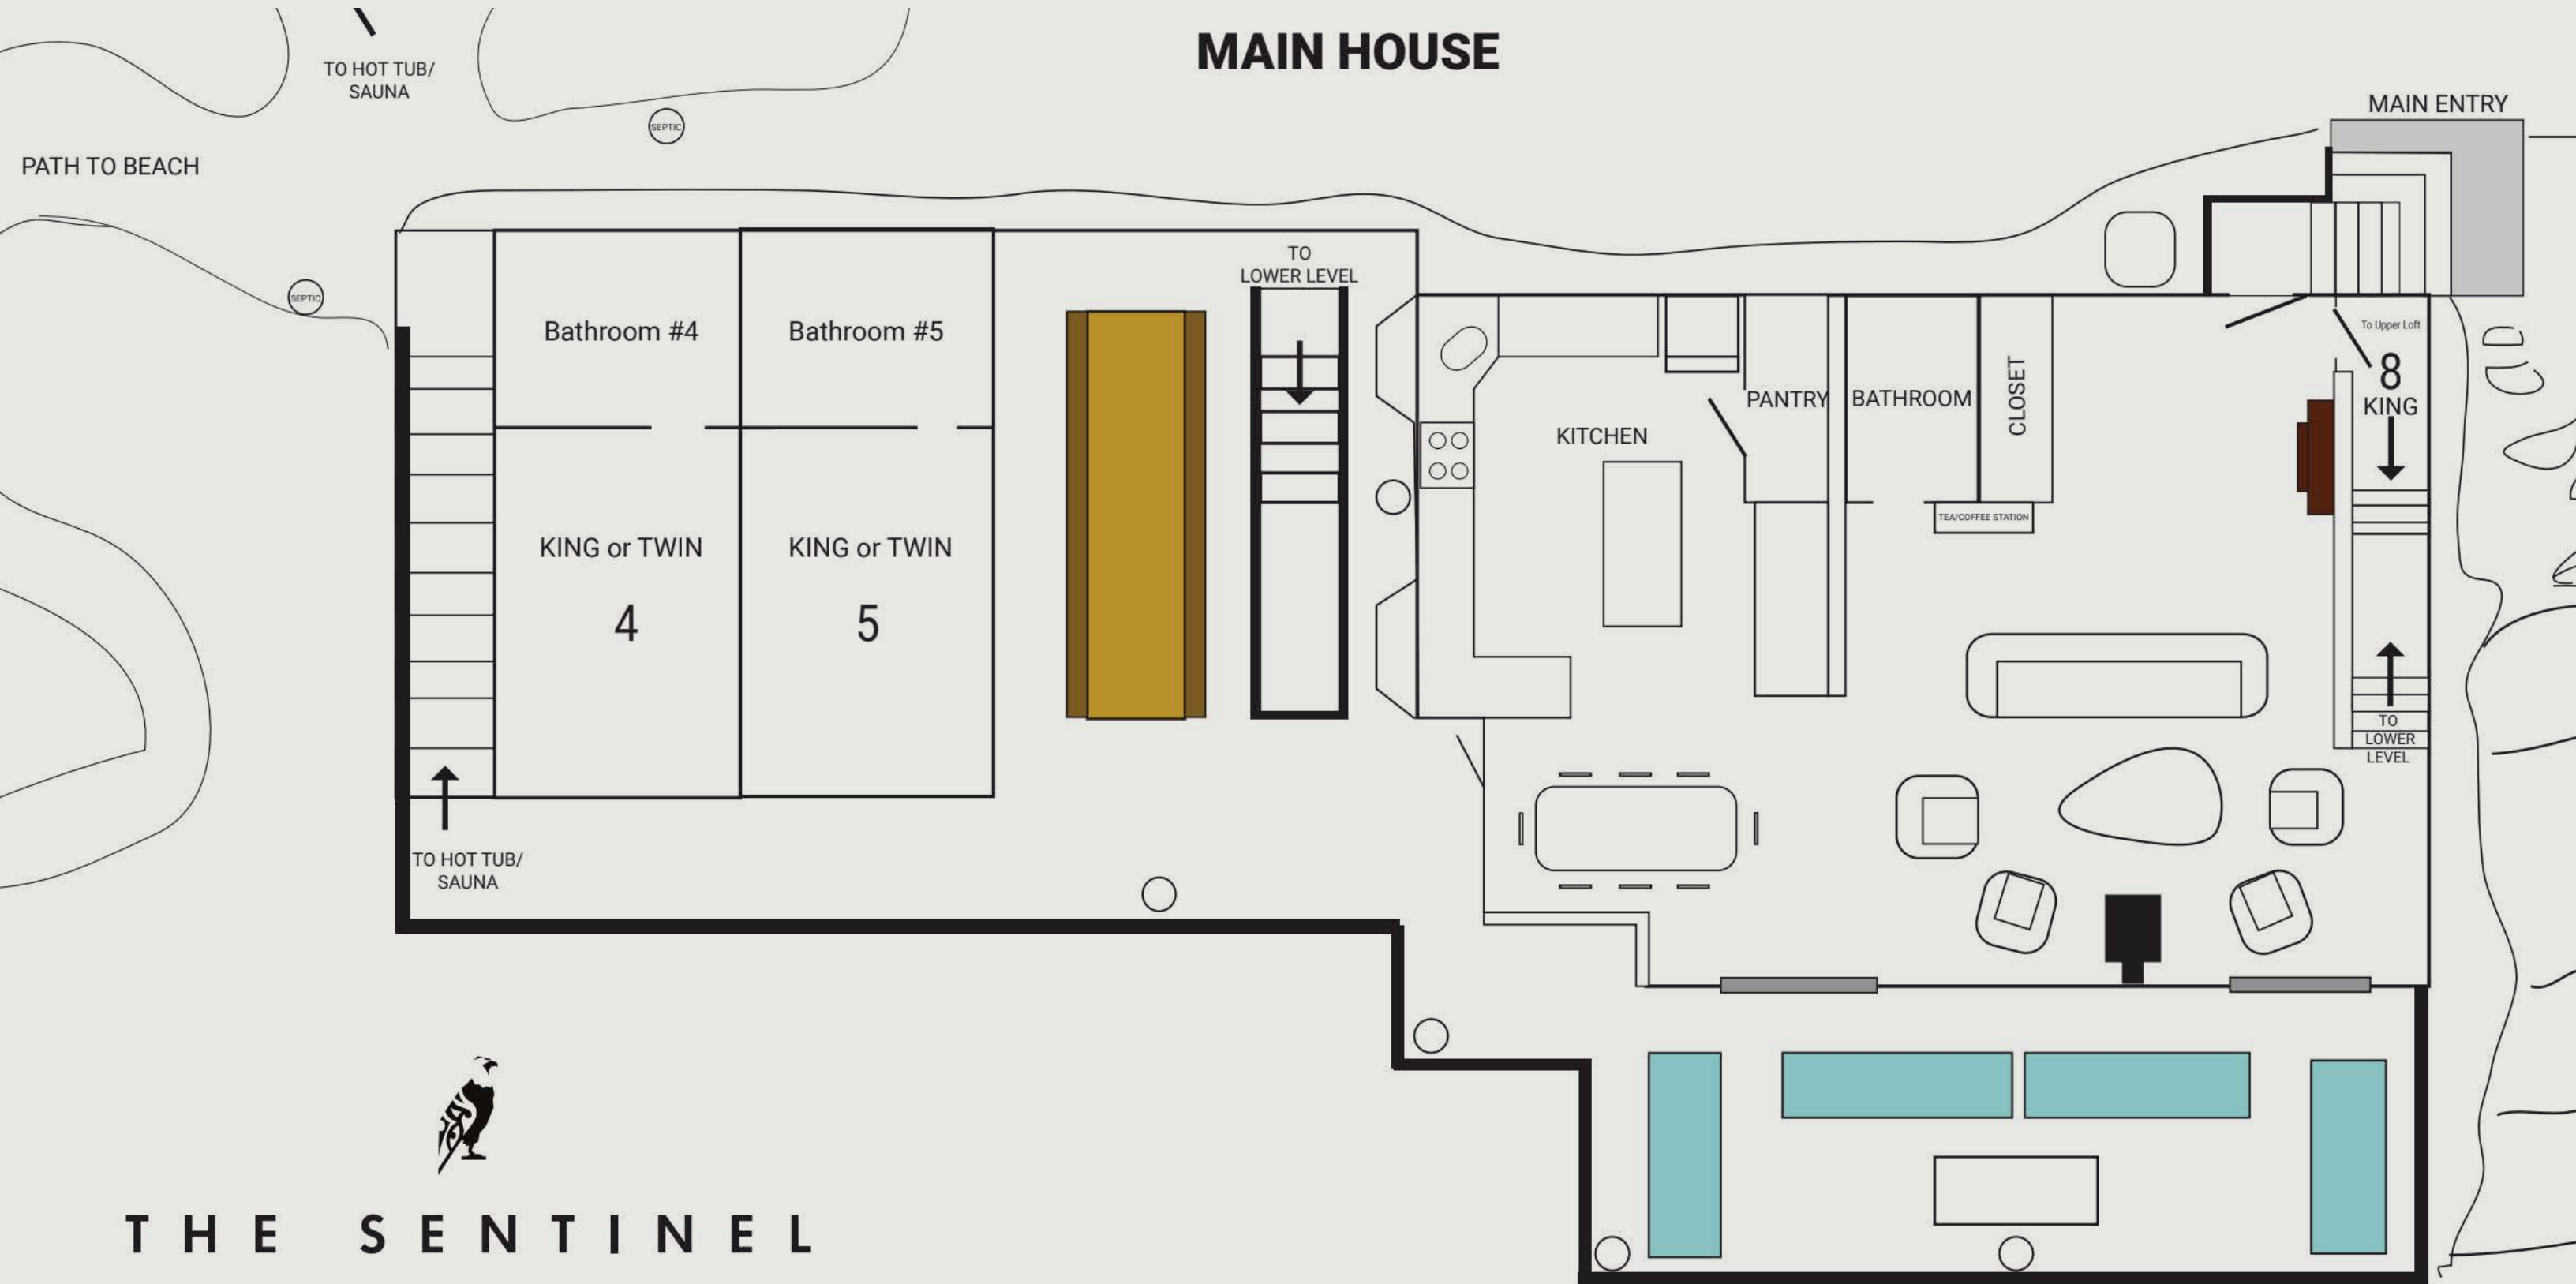 MAIN HOUSE
TO HOT TUB/
SAUNA
MAIN ENTRY
SEPTIC
PATH TO BEACH
TO
LOWER LEVEL
SEPTIC
Bathroom #4
Bathroom #5
To Upper Loft
8
KING
PANTRY
BATHROOM
CLOSET
KITCHEN
TEA/COFFEE STATION
KING or TWIN
4
KING or TWIN
5
TO
LOWER
LEVEL
TO HOT TUB/
SAUNA
THE SENTINEL